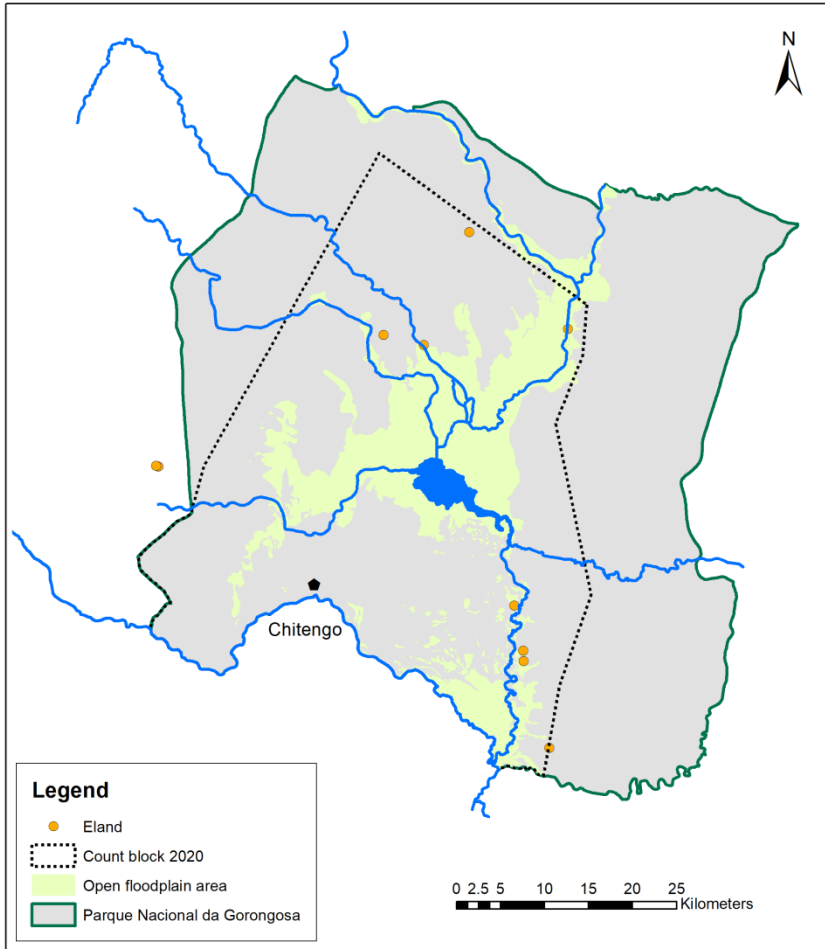 N
Chitengo
Legend
Eland
Count block 2020
Open floodplain area
Parque Nacional da Gorongosa
0 2.5 5 10 15 20 25
Kilometers